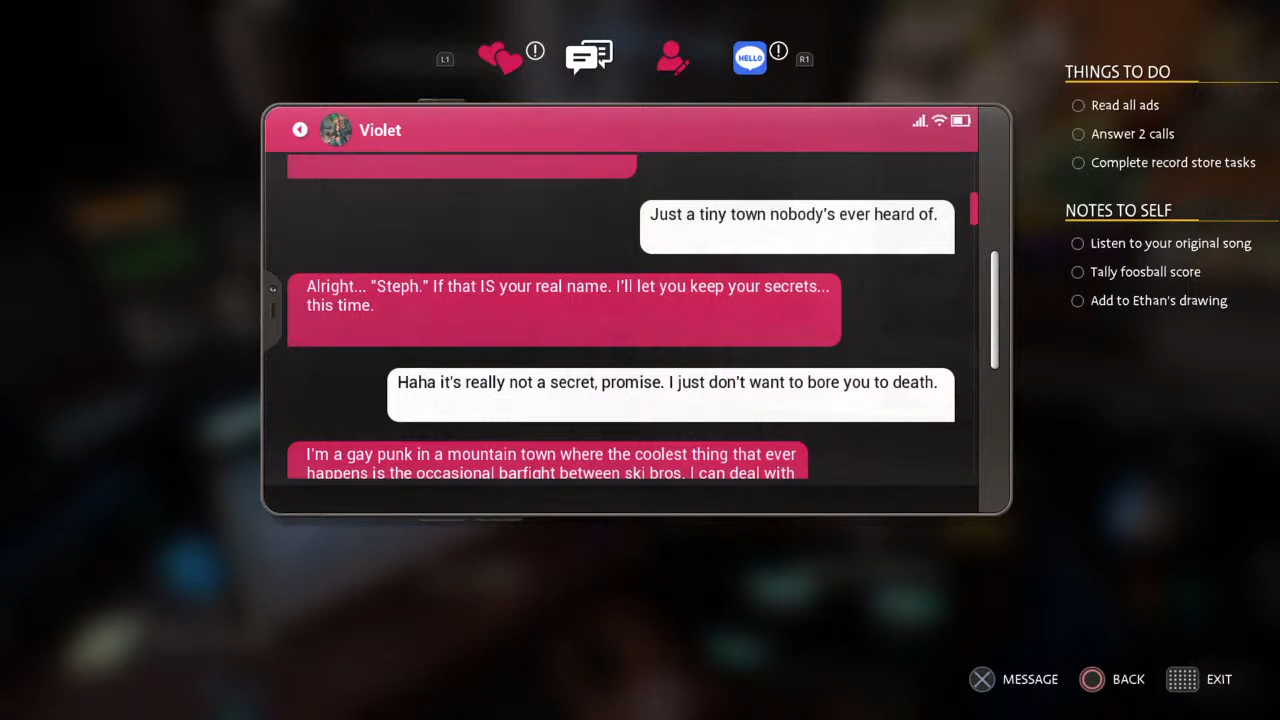 L1
HELLO
R1
Violet
Just a tiny town nobody's ever heard of.
Alright... "Steph." If that IS your real name. I'll let you keep your secrets...
this time.
Haha it's really not a secret, promise. I just don't want to bore you to death.
I'm a gay punk in a mountain town where the coolest thing that ever
happens is the occasional barfight between ski bros. I can deal with
THINGS TO DO
Read all ads
Answer 2 calls
Complete record store tasks
NOTES TO SELF
Listen to your original song
Tally foosball score
Add to Ethan's drawing
MESSAGE
BACK
EXIT